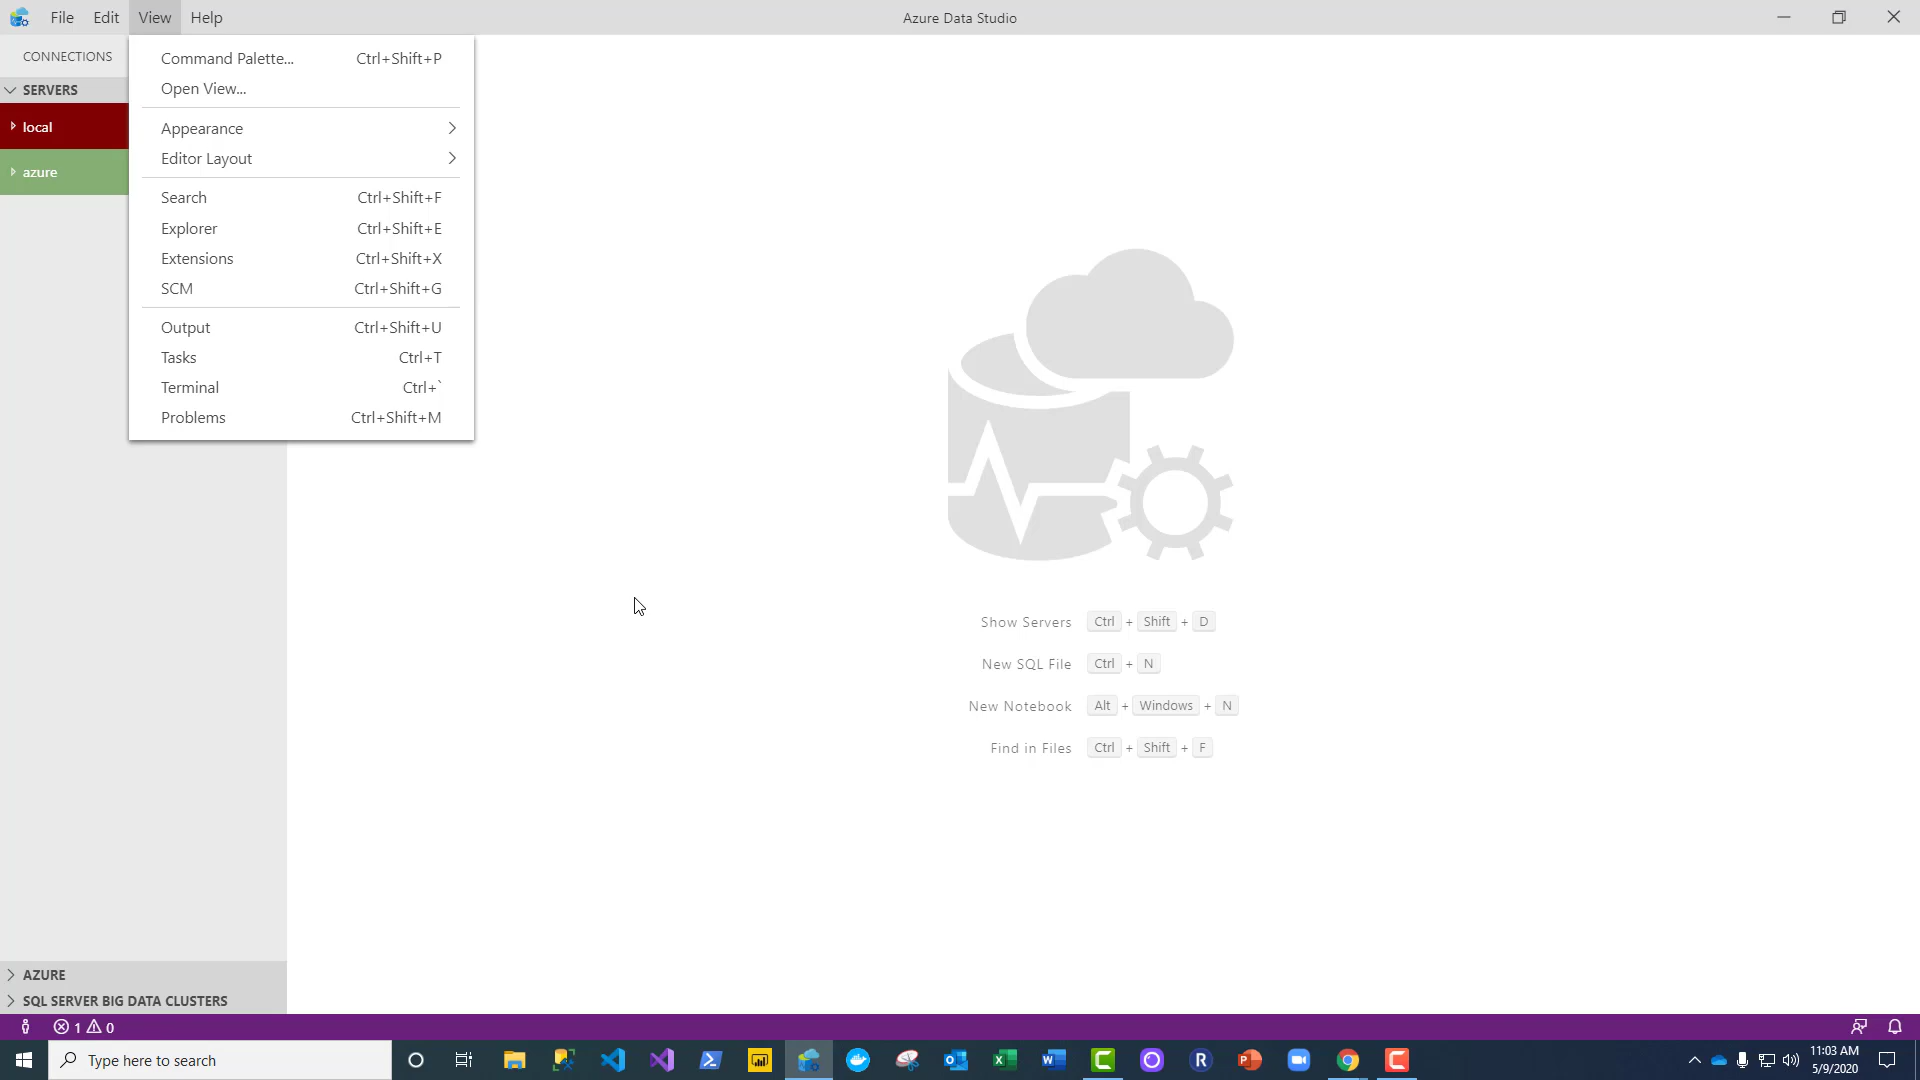 File Edit View Help
Azure Data Studio
CONNECTIONS
SERVERS
local
azure
Command Palette... Ctrl+Shift+P
Open View...
Appearance
Editor Layout
Search Ctrl+Shift+F
Explorer Ctrl+Shift+E
Extensions Ctrl+Shift+X
SCM Ctrl+Shift+G
Output Ctrl+Shift+U
Tasks Ctrl+T
Terminal Ctrl+`
Problems Ctrl+Shift+M
Show Servers Ctrl + Shift + D
New SQL File Ctrl + N
New Notebook Alt + Windows + N
Find in Files Ctrl + Shift + F
AZURE
SQL SERVER BIG DATA CLUSTERS
1 0
Type here to search
11:03 AM
5/9/2020